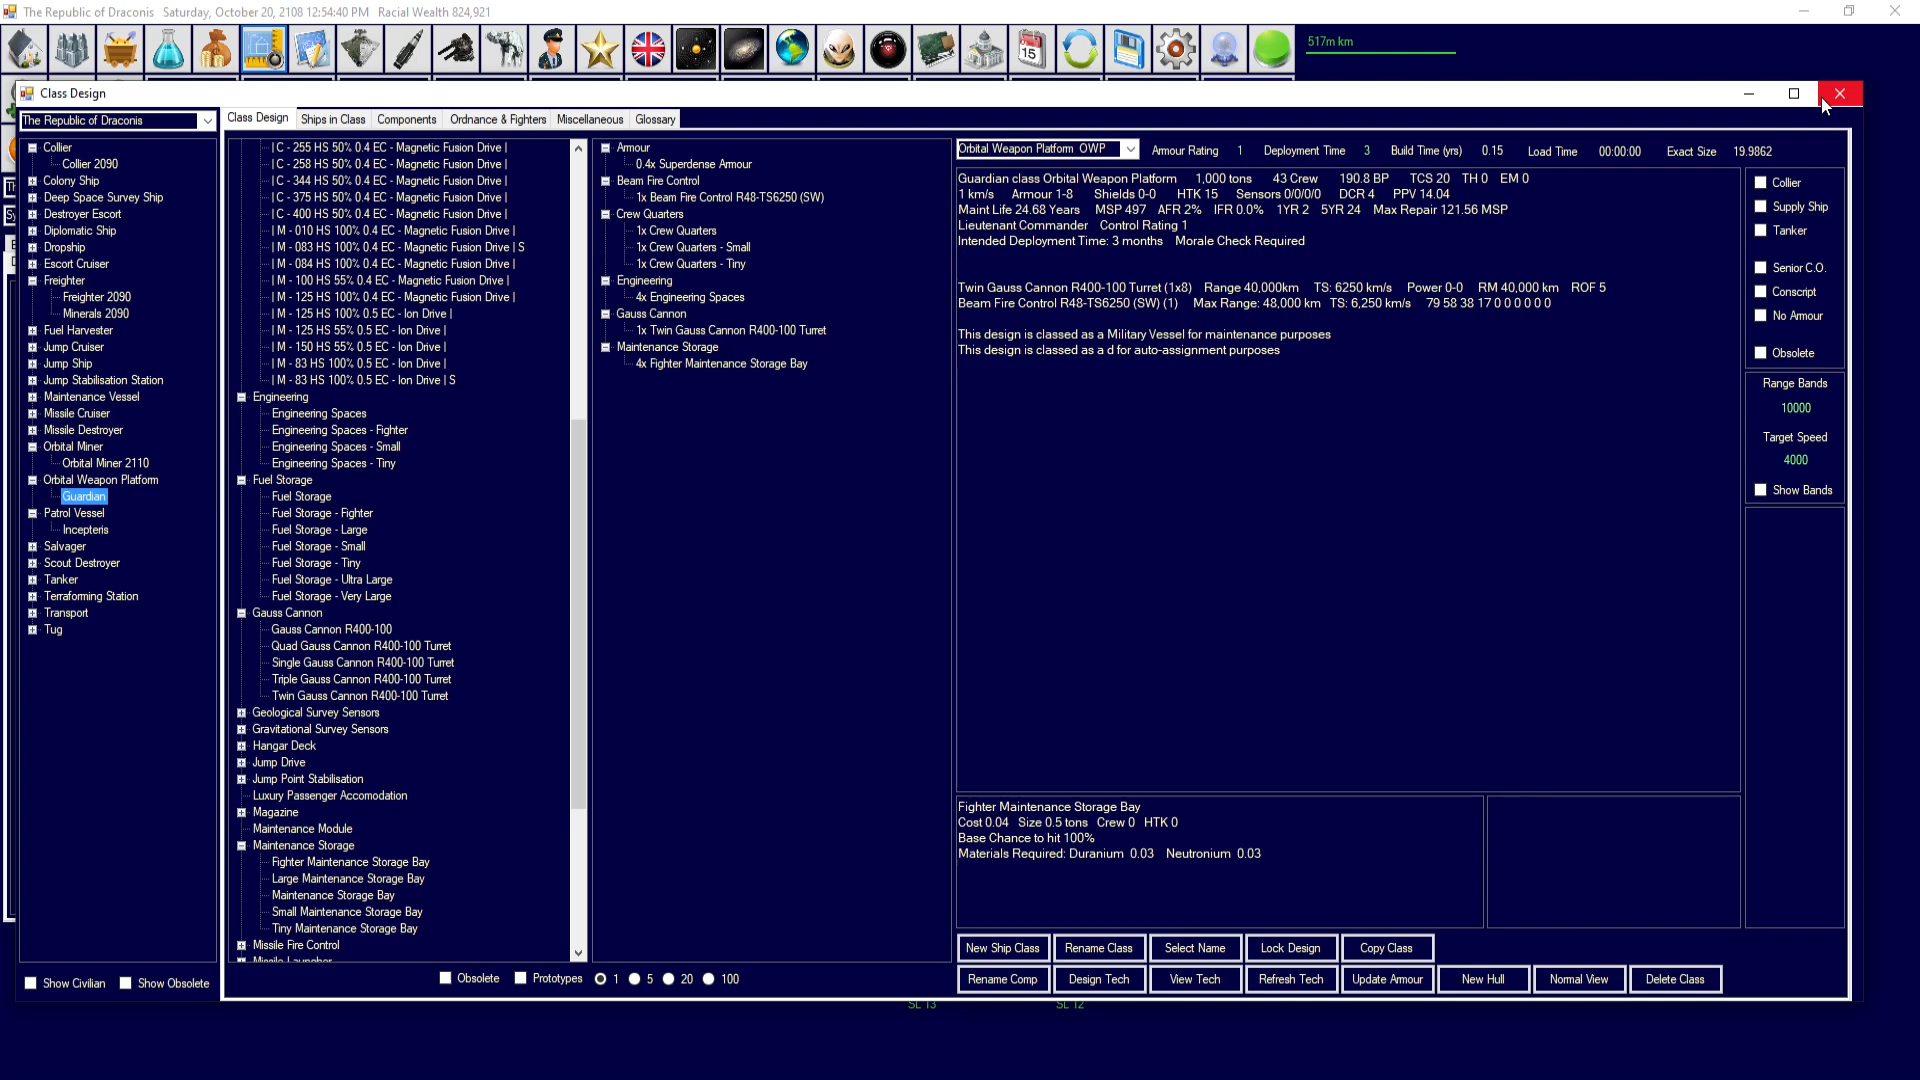 The Republic of Draconis   Saturday, October 20, 2108 12:54:40 PM   Racial Wealth 824,921
517m km
15
Class Design
The Republic of Draconis
Class Design
Ships in Class
Components
Ordnance & Fighters
Miscellaneous
Glossary
Collier
Collier 2090
Colony Ship
Deep Space Survey Ship
Destroyer Escort
Diplomatic Ship
Dropship
Escort Cruiser
Freighter
Freighter 2090
Minerals 2090
Fuel Harvester
Jump Cruiser
Jump Ship
Jump Stabilisation Station
Maintenance Vessel
Missile Cruiser
Missile Destroyer
Orbital Miner
Orbital Miner 2110
Orbital Weapon Platform
Guardian
Patrol Vessel
Incepteris
Salvager
Scout Destroyer
Tanker
Terraforming Station
Transport
Tug
Show Civilian
Show Obsolete
| C - 255 HS 50% 0.4 EC - Magnetic Fusion Drive |
| C - 258 HS 50% 0.4 EC - Magnetic Fusion Drive |
| C - 344 HS 50% 0.4 EC - Magnetic Fusion Drive |
| C - 375 HS 50% 0.4 EC - Magnetic Fusion Drive |
| C - 400 HS 50% 0.4 EC - Magnetic Fusion Drive |
| M - 010 HS 100% 0.4 EC - Magnetic Fusion Drive |
| M - 083 HS 100% 0.4 EC - Magnetic Fusion Drive | S
| M - 084 HS 100% 0.4 EC - Magnetic Fusion Drive |
| M - 100 HS 55% 0.4 EC - Magnetic Fusion Drive |
| M - 125 HS 100% 0.4 EC - Magnetic Fusion Drive |
| M - 125 HS 100% 0.5 EC - Ion Drive |
| M - 125 HS 55% 0.5 EC - Ion Drive |
| M - 150 HS 55% 0.5 EC - Ion Drive |
| M - 83 HS 100% 0.5 EC - Ion Drive |
| M - 83 HS 100% 0.5 EC - Ion Drive | S
Engineering
Engineering Spaces
Engineering Spaces - Fighter
Engineering Spaces - Small
Engineering Spaces - Tiny
Fuel Storage
Fuel Storage
Fuel Storage - Fighter
Fuel Storage - Large
Fuel Storage - Small
Fuel Storage - Tiny
Fuel Storage - Ultra Large
Fuel Storage - Very Large
Gauss Cannon
Gauss Cannon R400-100
Quad Gauss Cannon R400-100 Turret
Single Gauss Cannon R400-100 Turret
Triple Gauss Cannon R400-100 Turret
Twin Gauss Cannon R400-100 Turret
Geological Survey Sensors
Gravitational Survey Sensors
Hangar Deck
Jump Drive
Jump Point Stabilisation
Luxury Passenger Accomodation
Magazine
Maintenance Module
Maintenance Storage
Fighter Maintenance Storage Bay
Large Maintenance Storage Bay
Maintenance Storage Bay
Small Maintenance Storage Bay
Tiny Maintenance Storage Bay
Missile Fire Control
Missile Launcher
Obsolete
Prototypes
1
5
20
100
Armour
0.4x Superdense Armour
Beam Fire Control
1x Beam Fire Control R48-TS6250 (SW)
Crew Quarters
1x Crew Quarters
1x Crew Quarters - Small
1x Crew Quarters - Tiny
Engineering
4x Engineering Spaces
Gauss Cannon
1x Twin Gauss Cannon R400-100 Turret
Maintenance Storage
4x Fighter Maintenance Storage Bay
Orbital Weapon Platform  OWP
Armour Rating   1   Deployment Time   3   Build Time (yrs)   0.15   Load Time   00:00:00   Exact Size   19.9862
Guardian class Orbital Weapon Platform      1,000 tons      43 Crew      190.8 BP      TCS 20   TH 0   EM 0
1 km/s     Armour 1-8     Shields 0-0     HTK 15     Sensors 0/0/0/0     DCR 4     PPV 14.04
Maint Life 24.68 Years     MSP 497   AFR 2%   IFR 0.0%   1YR 2   5YR 24   Max Repair 121.56 MSP
Lieutenant Commander    Control Rating 1
Intended Deployment Time: 3 months    Morale Check Required
Twin Gauss Cannon R400-100 Turret (1x8)    Range 40,000km    TS: 6250 km/s    Power 0-0    RM 40,000 km    ROF 5
Beam Fire Control R48-TS6250 (SW) (1)    Max Range: 48,000 km   TS: 6,250 km/s    79 58 38 17 0 0 0 0 0 0
This design is classed as a Military Vessel for maintenance purposes
This design is classed as a d for auto-assignment purposes
Fighter Maintenance Storage Bay
Cost 0.04   Size 0.5 tons   Crew 0   HTK 0
Base Chance to hit 100%
Materials Required: Duranium  0.03    Neutronium  0.03
Collier
Supply Ship
Tanker
Senior C.O.
Conscript
No Armour
Obsolete
Range Bands
10000
Target Speed
4000
Show Bands
New Ship Class
Rename Class
Select Name
Lock Design
Copy Class
Rename Comp
Design Tech
View Tech
Refresh Tech
Update Armour
New Hull
Normal View
Delete Class
SL 13
SL 12